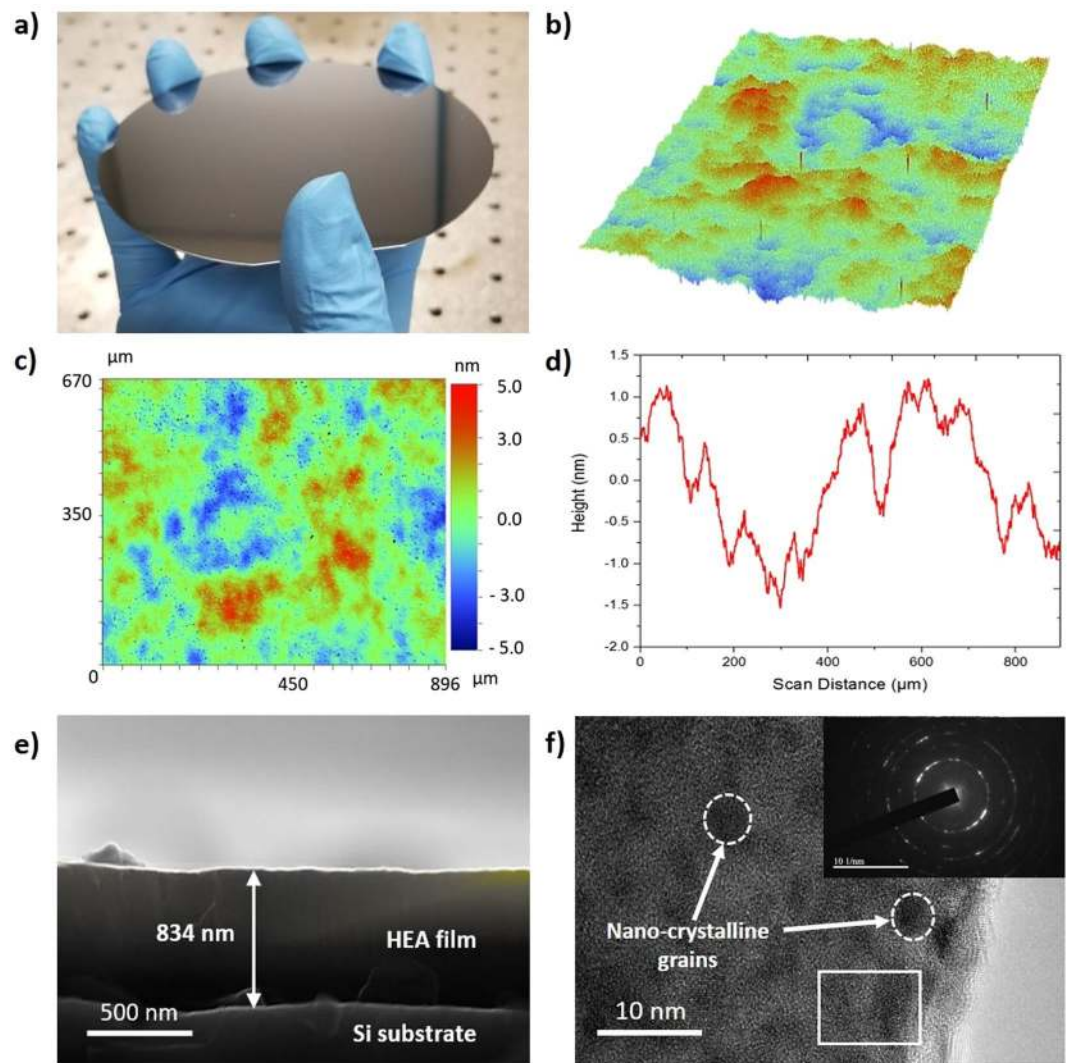 a)
b)
c)
µm
670
350
0
450
896
µm
nm
5.0
3.0
0.0
- 3.0
- 5.0
d)
1.5
1.0
0.5
0.0
-0.5
-1.0
-1.5
-2.0
Height (nm)
0
200
400
600
800
Scan Distance (µm)
e)
834 nm
HEA film
500 nm
Si substrate
f)
10 1/nm
Nano-crystalline
grains
10 nm